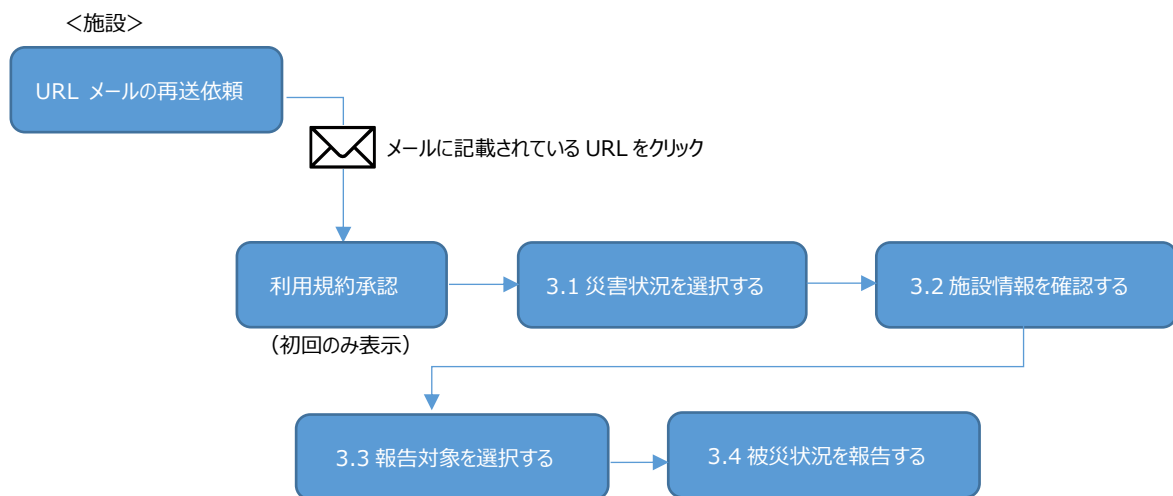 ＜施設＞
URL メールの再送依頼
メールに記載されている URL をクリック
利用規約承認
3.1 災害状況を選択する
3.2 施設情報を確認する
（初回のみ表示）
3.3 報告対象を選択する
3.4 被災状況を報告する